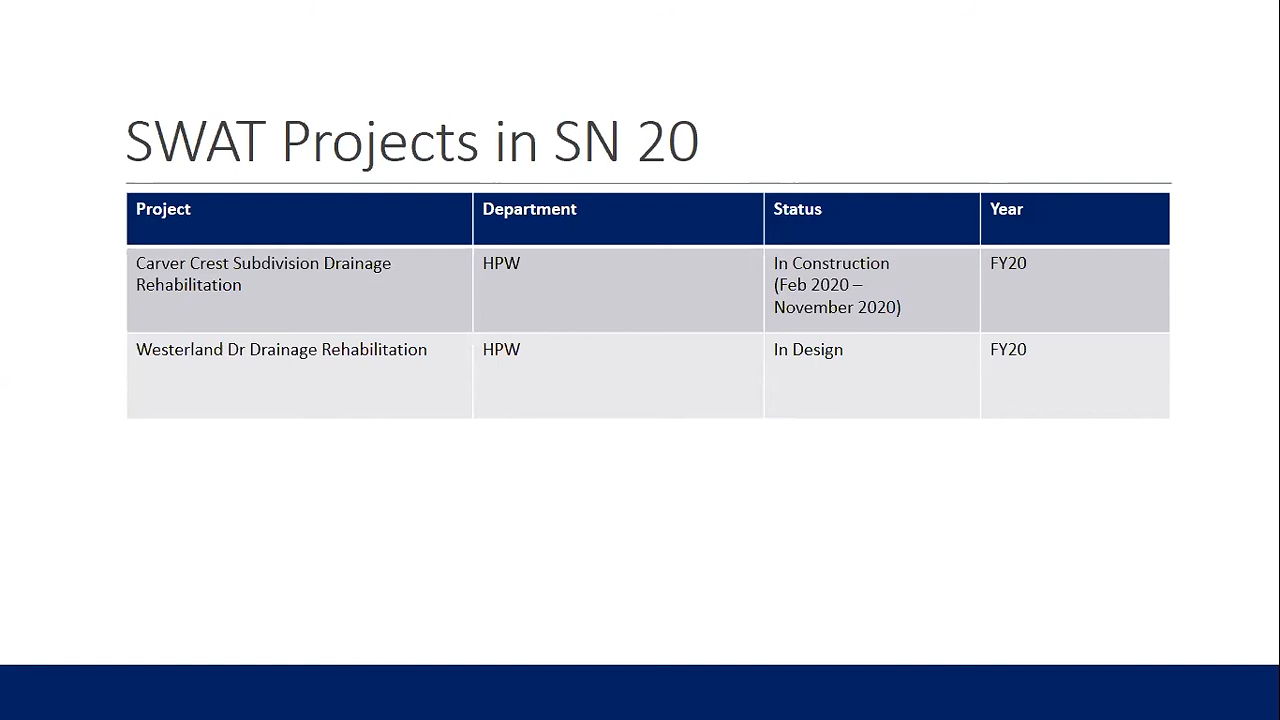 SWAT Projects in SN 20
Project Department Status Year
Carver Crest Subdivision Drainage
Rehabilitation
HPW
In Construction
(Feb 2020 –
November 2020)
FY20
Westerland Dr Drainage Rehabilitation
HPW
In Design
FY20